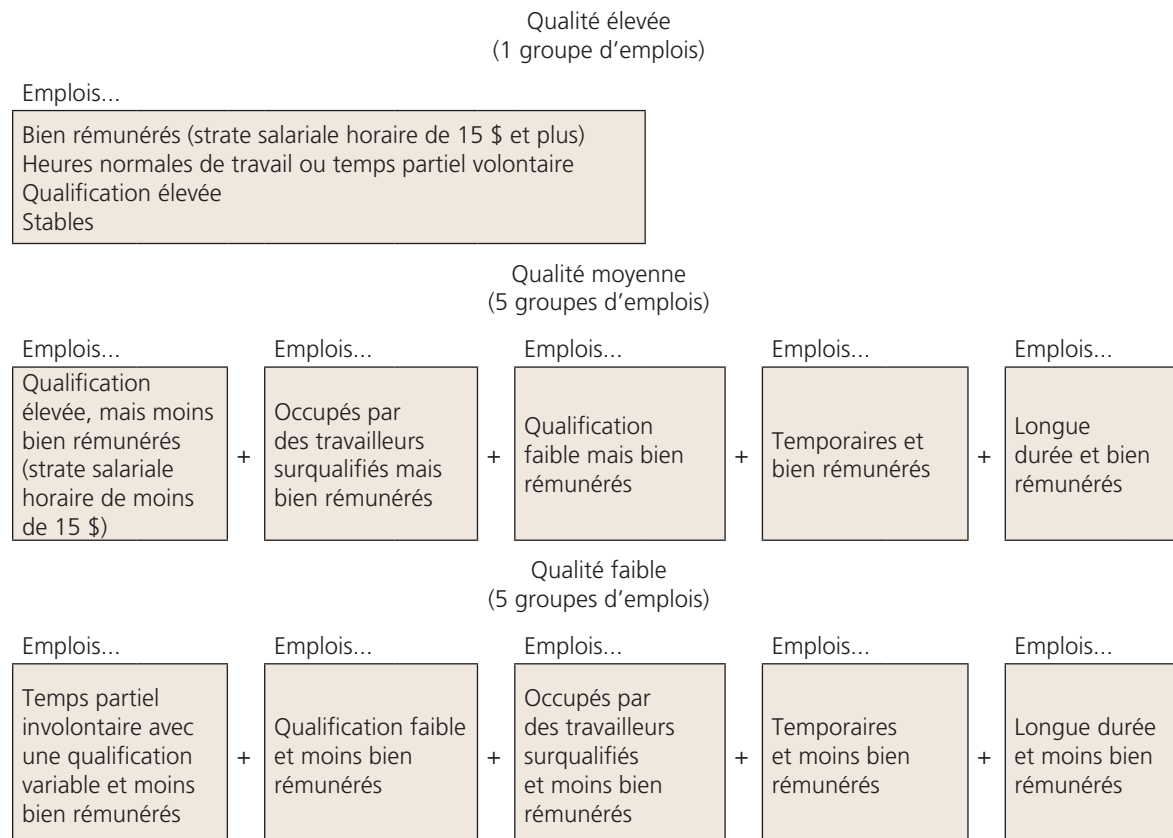 Qualité élevée
(1 groupe d’emplois)
Emplois...
Bien rémunérés (strate salariale horaire de 15 $ et plus)
Heures normales de travail ou temps partiel volontaire
Qualification élevée
Stables
Qualité moyenne
(5 groupes d’emplois)
Emplois...
Qualification
élevée, mais moins
bien rémunérés
(strate salariale
horaire de moins
de 15 $)
+
Emplois...
Occupés par
des travailleurs
surqualifiés mais
bien rémunérés
+
Emplois...
Qualification
faible mais bien
rémunérés
+
Emplois...
Temporaires et
bien rémunérés
+
Emplois...
Longue
durée et bien
rémunérés
Qualité faible
(5 groupes d’emplois)
Emplois...
Temps partiel
involontaire avec
une qualification
variable et moins
bien rémunérés
+
Emplois...
Qualification faible
et moins bien
rémunérés
+
Emplois...
Occupés par
des travailleurs
surqualifiés
et moins bien
rémunérés
+
Emplois...
Temporaires
et moins bien
rémunérés
+
Emplois...
Longue durée
et moins bien
rémunérés